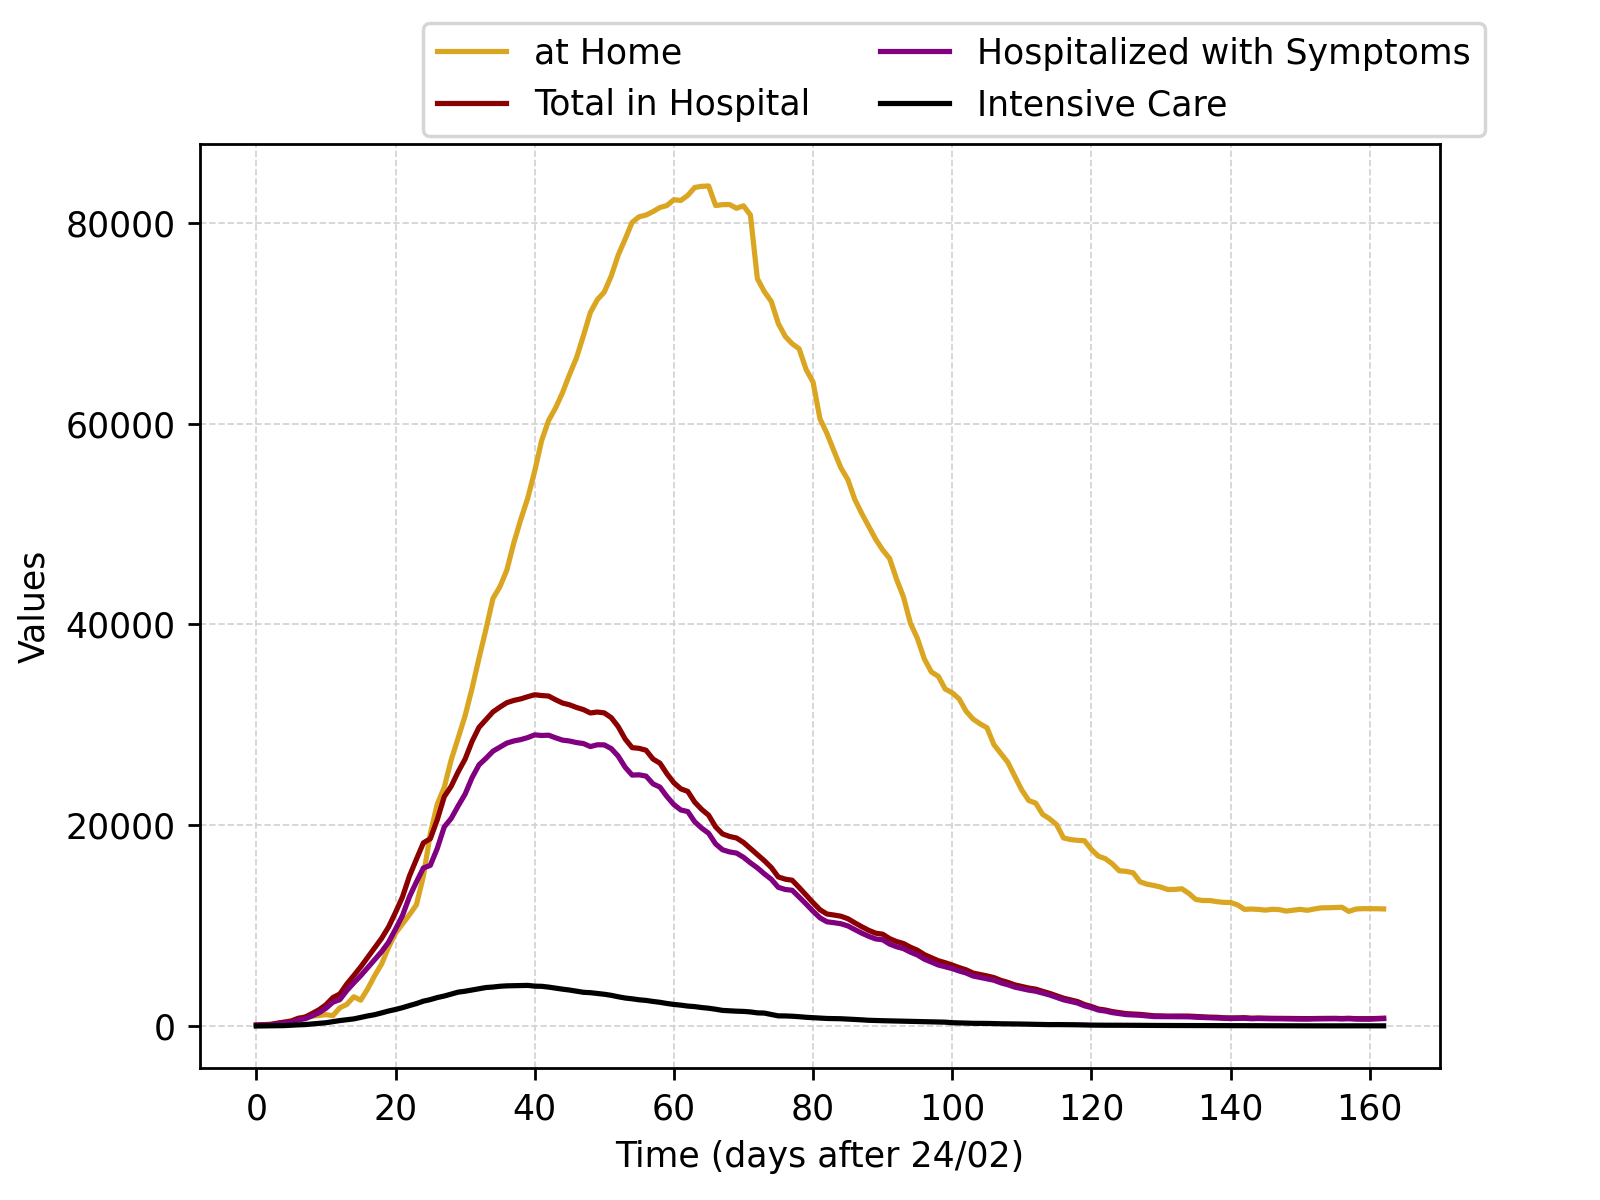 at Home
Total in Hospital
Hospitalized with Symptoms
Intensive Care
80000
60000
40000
20000
0
Values
0 20 40 60 80 100 120 140 160
Time (days after 24/02)